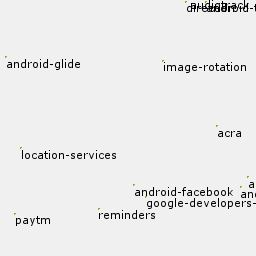 android-glide
image-rotation
acra
location-services
android-facebook
google-developers-
reminders
paytm